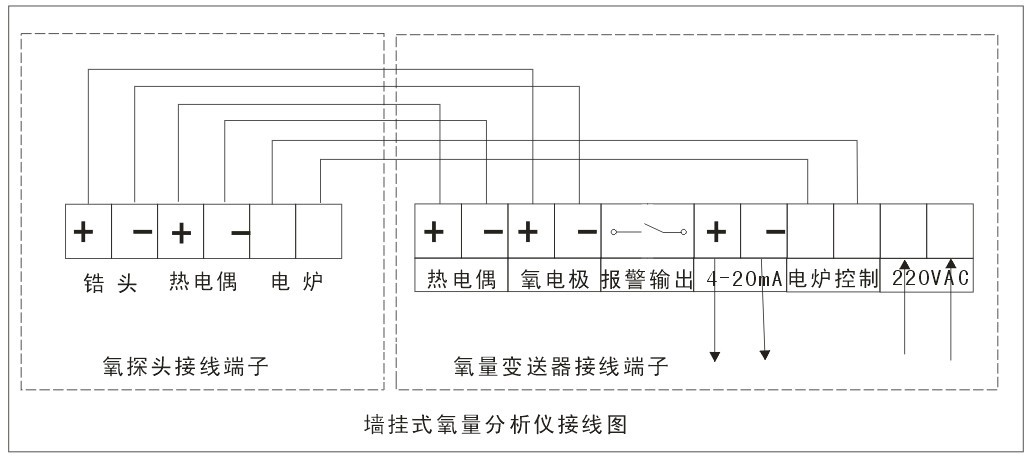 + - + -
锆头 热电偶 电炉
氧探头接线端子
+ - + - + -
热电偶 氧电极 报警输出 4-20mA 电炉控制 220VAC
氧量变送器接线端子
墙挂式氧量分析仪接线图